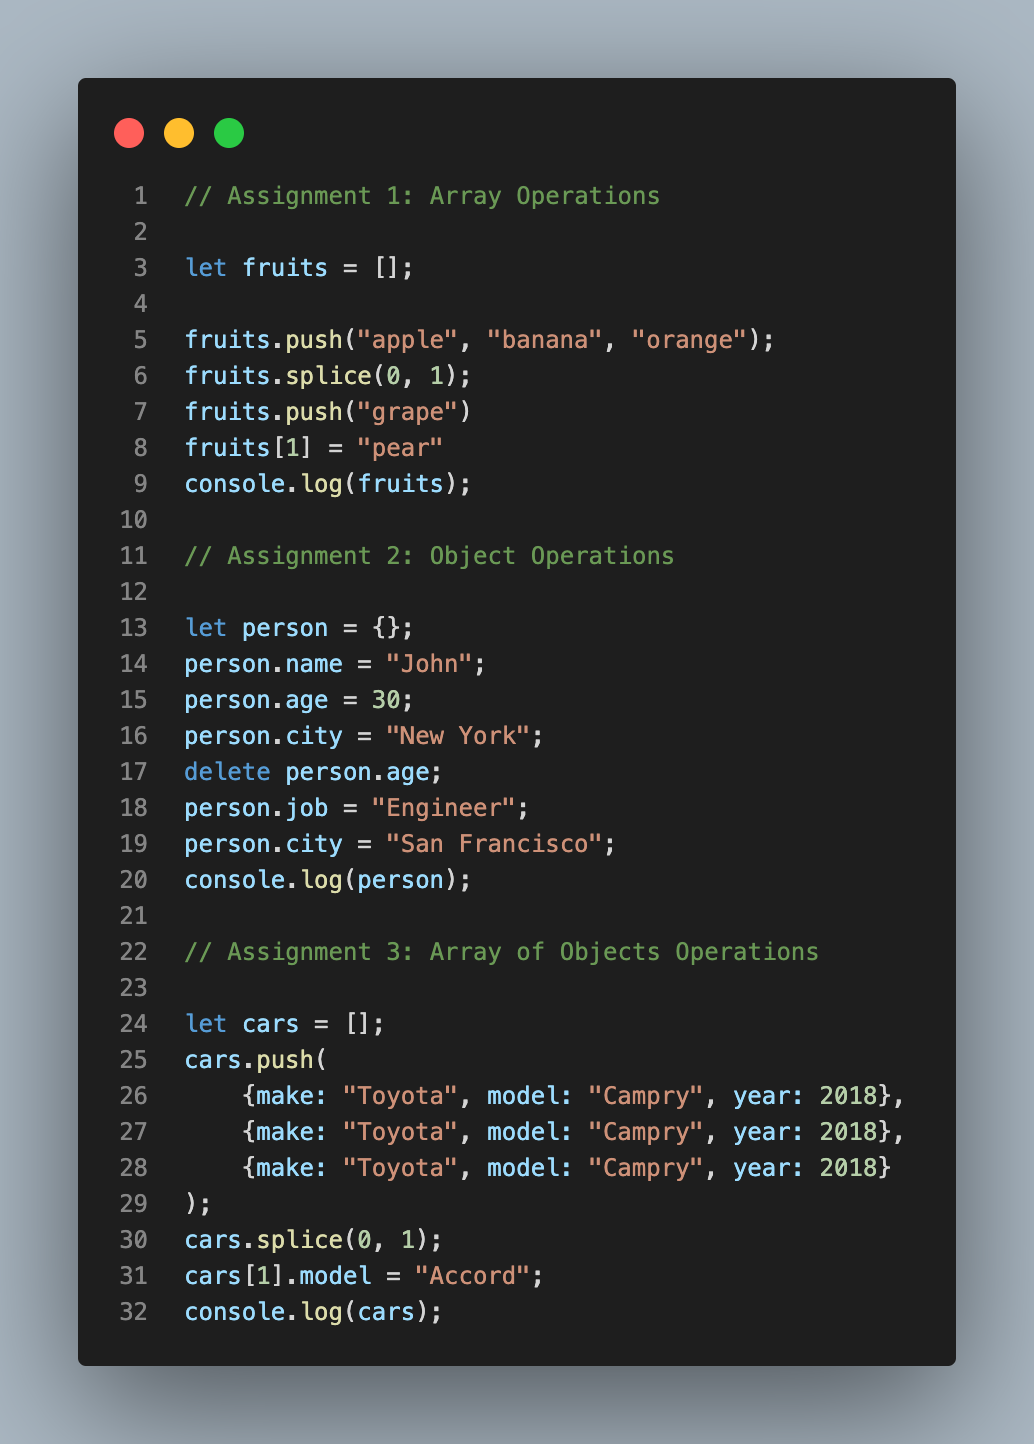 1 // Assignment 1: Array Operations
2
3 let fruits = [];
4
5 fruits.push("apple", "banana", "orange");
6 fruits.splice(0, 1);
7 fruits.push("grape")
8 fruits[1] = "pear"
9 console.log(fruits);
10
11 // Assignment 2: Object Operations
12
13 let person = {};
14 person.name = "John";
15 person.age = 30;
16 person.city = "New York";
17 delete person.age;
18 person.job = "Engineer";
19 person.city = "San Francisco";
20 console.log(person);
21
22 // Assignment 3: Array of Objects Operations
23
24 let cars = [];
25 cars.push(
26     {make: "Toyota", model: "Campry", year: 2018},
27     {make: "Toyota", model: "Campry", year: 2018},
28     {make: "Toyota", model: "Campry", year: 2018}
29 );
30 cars.splice(0, 1);
31 cars[1].model = "Accord";
32 console.log(cars);